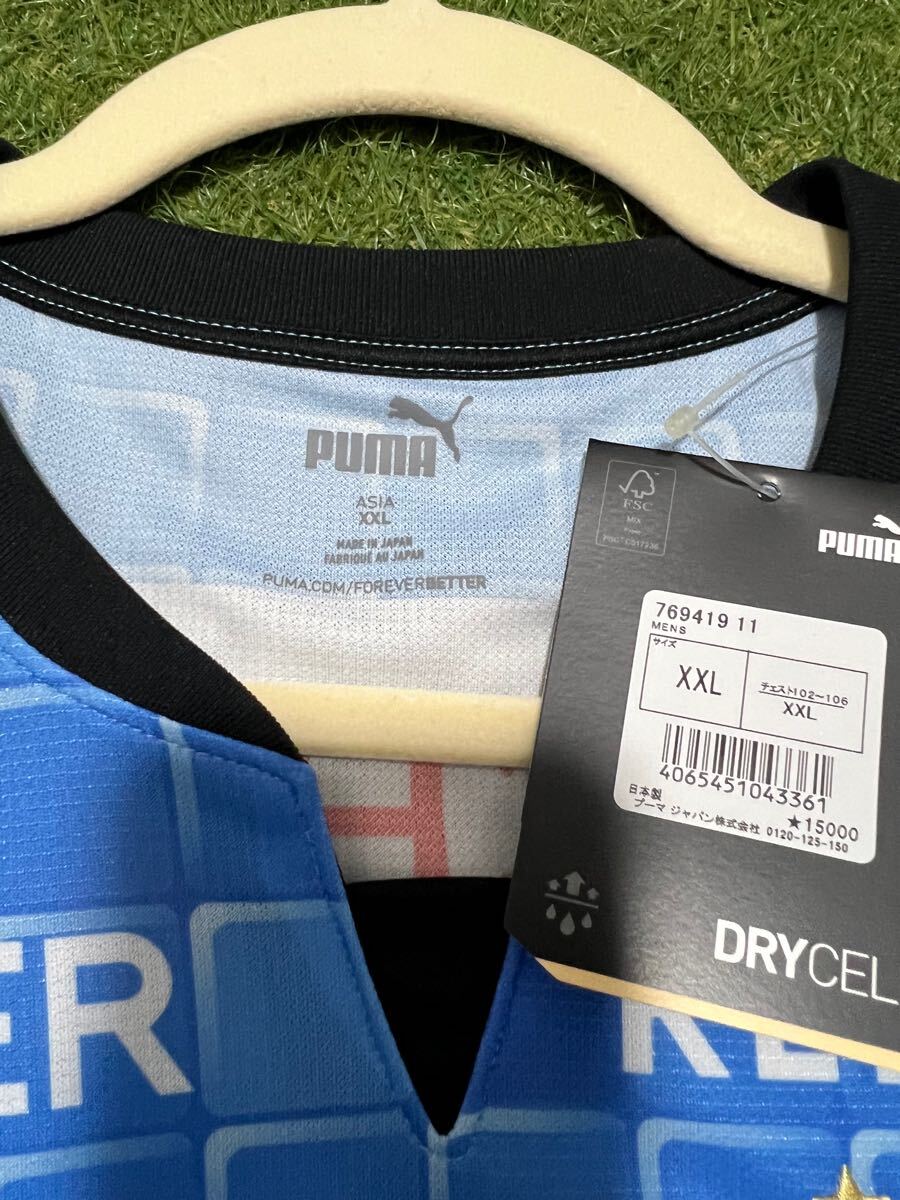 PUMA
ASIA
XXL
MADE IN JAPAN
FABRIQUÉ AU JAPAN
PUMA.COM/FOREVERBETTER
FSC
MIX
PUMA
769419 11
MENS
サイズ
XXL
チェスト102〜106
XXL
4065451043361
日本製
★15000
プーマ ジャパン株式会社 0120-125-150
DRYCEL
ER